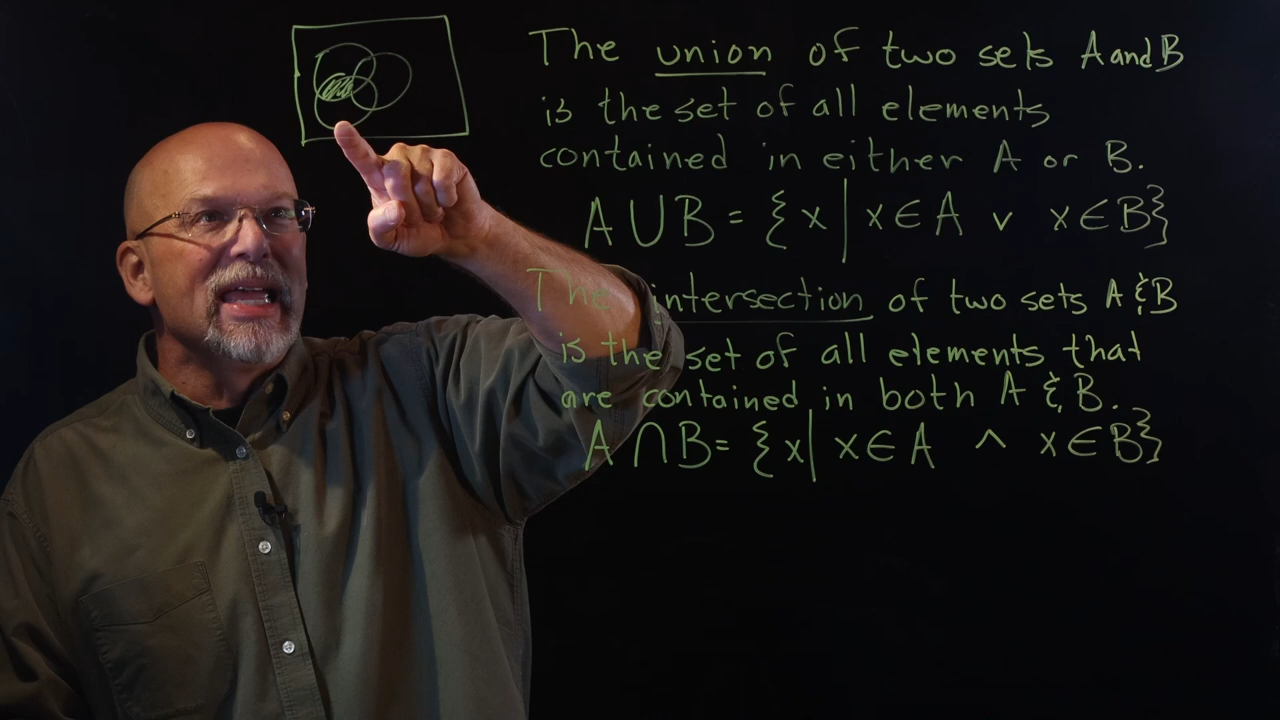 The union of two sets A and B
is the set of all elements
contained in either A or B.
A ∪ B = {x | x ∈ A ∨ x ∈ B}
The intersection of two sets A & B
is the set of all elements that
are contained in both A & B.
A ∩ B = {x | x ∈ A ∧ x ∈ B}